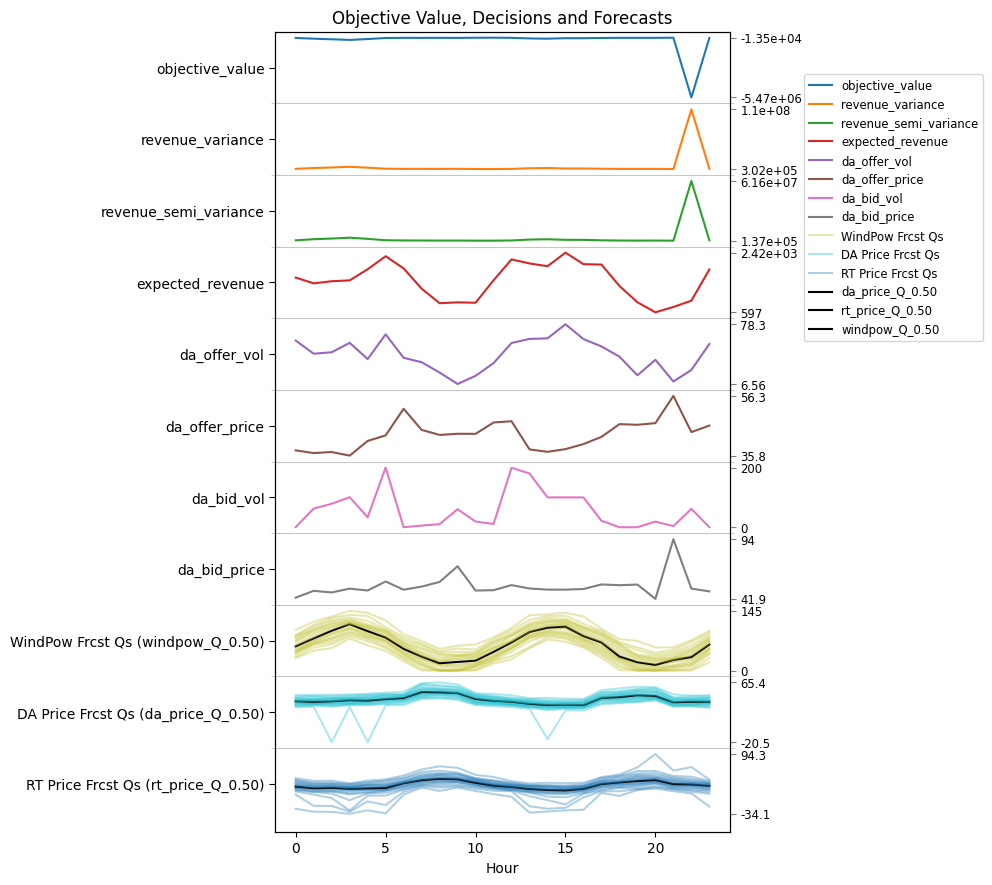 Objective Value, Decisions and Forecasts
objective_value
-1.35e+04
-5.47e+06
revenue_variance
1.1e+08
3.02e+05
revenue_semi_variance
6.16e+07
1.37e+05
expected_revenue
2.42e+03
597
da_offer_vol
78.3
6.56
da_offer_price
56.3
35.8
da_bid_vol
200
0
da_bid_price
94
41.9
WindPow Frcst Qs (windpow_Q_0.50)
145
0
DA Price Frcst Qs (da_price_Q_0.50)
65.4
-20.5
RT Price Frcst Qs (rt_price_Q_0.50)
94.3
-34.1
0 5 10 15 20
Hour
objective_value
revenue_variance
revenue_semi_variance
expected_revenue
da_offer_vol
da_offer_price
da_bid_vol
da_bid_price
WindPow Frcst Qs
DA Price Frcst Qs
RT Price Frcst Qs
da_price_Q_0.50
rt_price_Q_0.50
windpow_Q_0.50